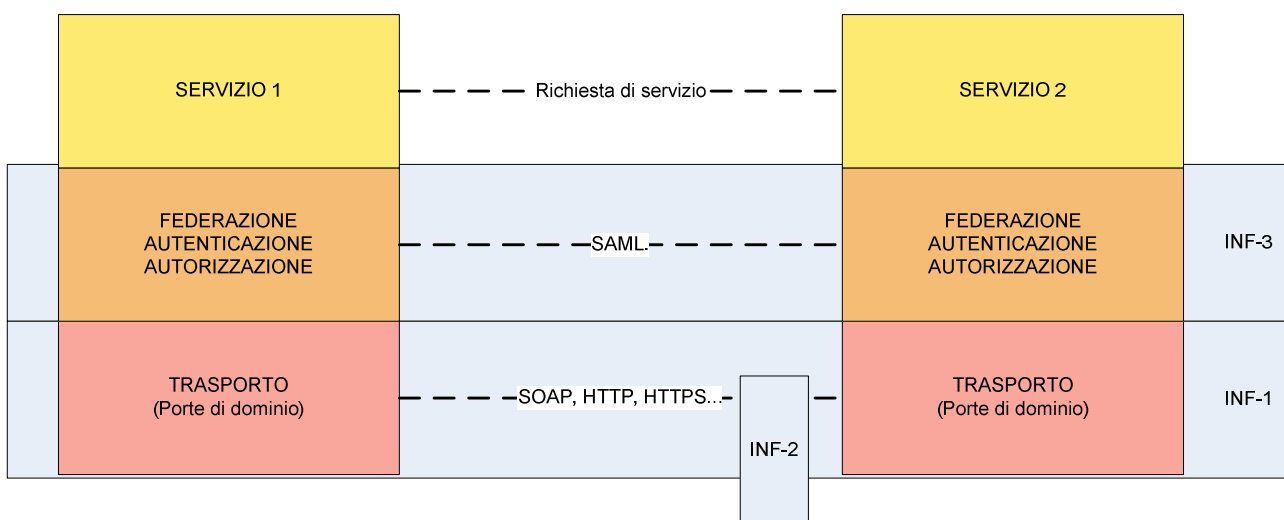 SERVIZIO 1
Richiesta di servizio
SERVIZIO 2
FEDERAZIONE
AUTENTICAZIONE
AUTORIZZAZIONE
SAML.
FEDERAZIONE
AUTENTICAZIONE
AUTORIZZAZIONE
INF-3
TRASPORTO
(Porte di dominio)
SOAP, HTTP, HTTPS...
TRASPORTO
(Porte di dominio)
INF-1
INF-2